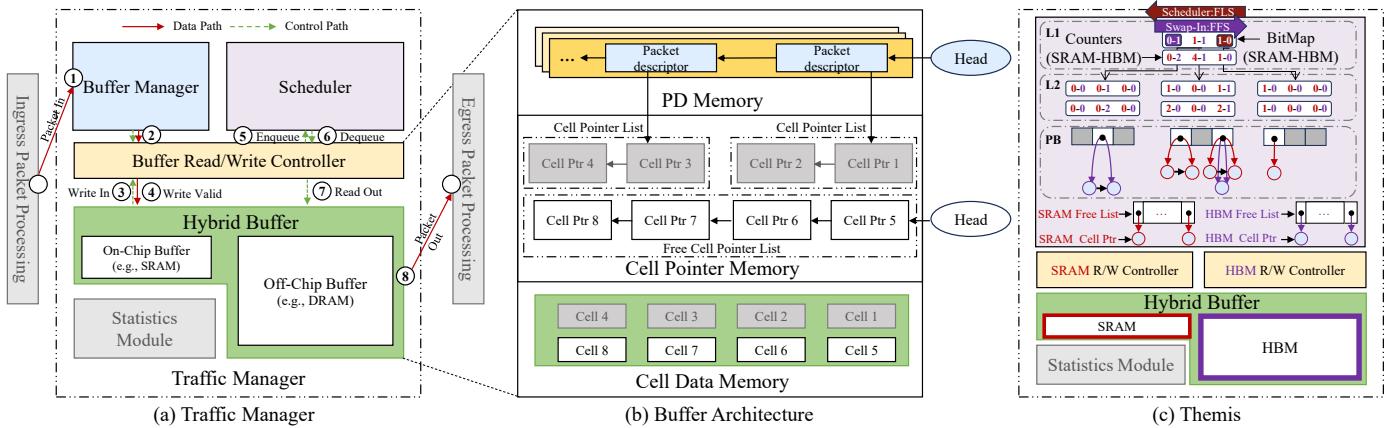 Data Path
Control Path
Ingress Packet Processing
Packet In
1
Buffer Manager
Scheduler
2
5
Enqueue
6
Dequeue
Buffer Read/Write Controller
Write In
3
4
Write Valid
7
Read Out
Hybrid Buffer
On-Chip Buffer
(e.g., SRAM)
Off-Chip Buffer
(e.g., DRAM)
8
Packet
Out
Statistics
Module
Traffic Manager
Egress Packet Processing
(a) Traffic Manager
...
Packet
descriptor
Packet
descriptor
Head
PD Memory
Cell Pointer List
Cell Pointer List
Cell Ptr 4
Cell Ptr 3
Cell Ptr 2
Cell Ptr 1
Cell Ptr 8
Cell Ptr 7
Cell Ptr 6
Cell Ptr 5
Head
Free Cell Pointer List
Cell Pointer Memory
Cell 4
Cell 3
Cell 2
Cell 1
Cell 8
Cell 7
Cell 6
Cell 5
Cell Data Memory
(b) Buffer Architecture
Scheduler:FLS
Swap-In:FFS
L1
Counters
(SRAM-HBM)
0-1 1-1 1-0
0-2 4-1 1-0
BitMap
(SRAM-HBM)
L2
0-0 0-1 0-0
1-0 0-0 1-1
1-0 0-0 0-0
0-0 0-2 0-0
2-0 0-0 2-1
1-0 0-0 0-0
PB
SRAM Free List
...
HBM Free List
...
SRAM Cell Ptr
HBM Cell Ptr
SRAM R/W Controller
HBM R/W Controller
Hybrid Buffer
SRAM
HBM
Statistics Module
(c) Themis